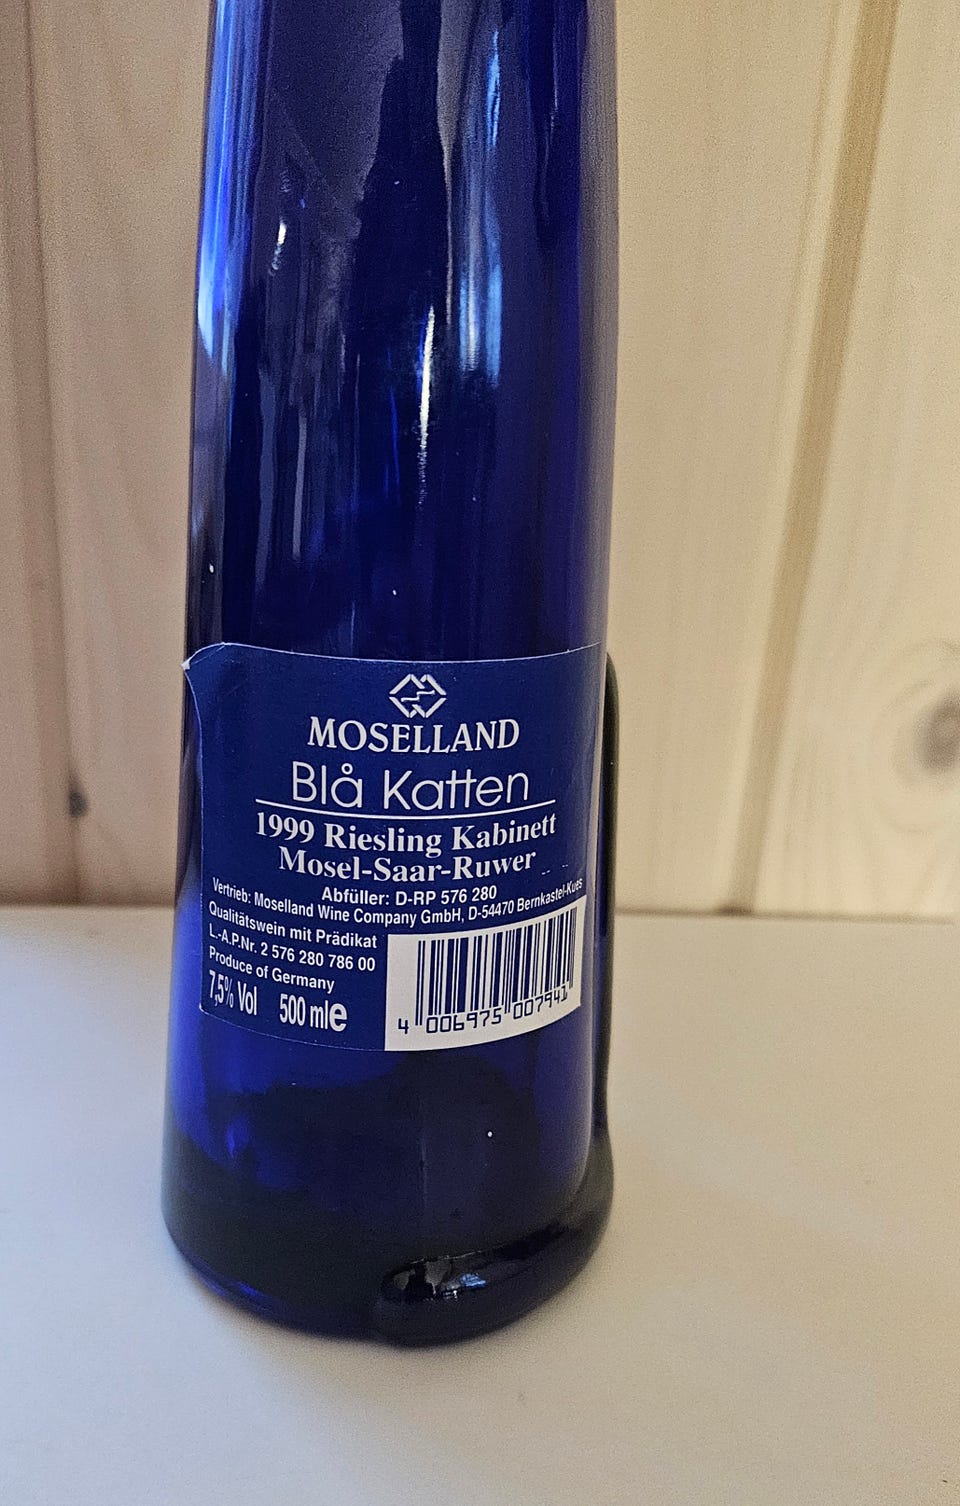 MOSELLAND
Blå Katten
1999 Riesling Kabinett
Mosel-Saar-Ruwer
Abfüller: D-RP 576 280
Vertrieb: Moselland Wine Company GmbH, D-54470 Bernkastel-Kues
Qualitätswein mit Prädikat
L.-A.P.Nr. 2 576 280 786 00
Produce of Germany
7,5% Vol 500 ml e
4 006975 007941